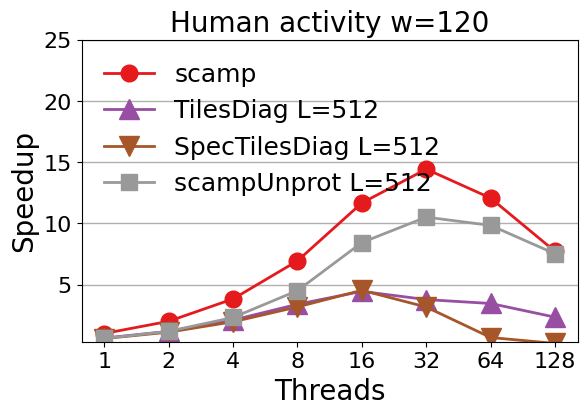 Human activity w=120
25
20
15
10
5
Speedup
scamp
TilesDiag L=512
SpecTilesDiag L=512
scampUnprot L=512
1 2 4 8 16 32 64 128
Threads